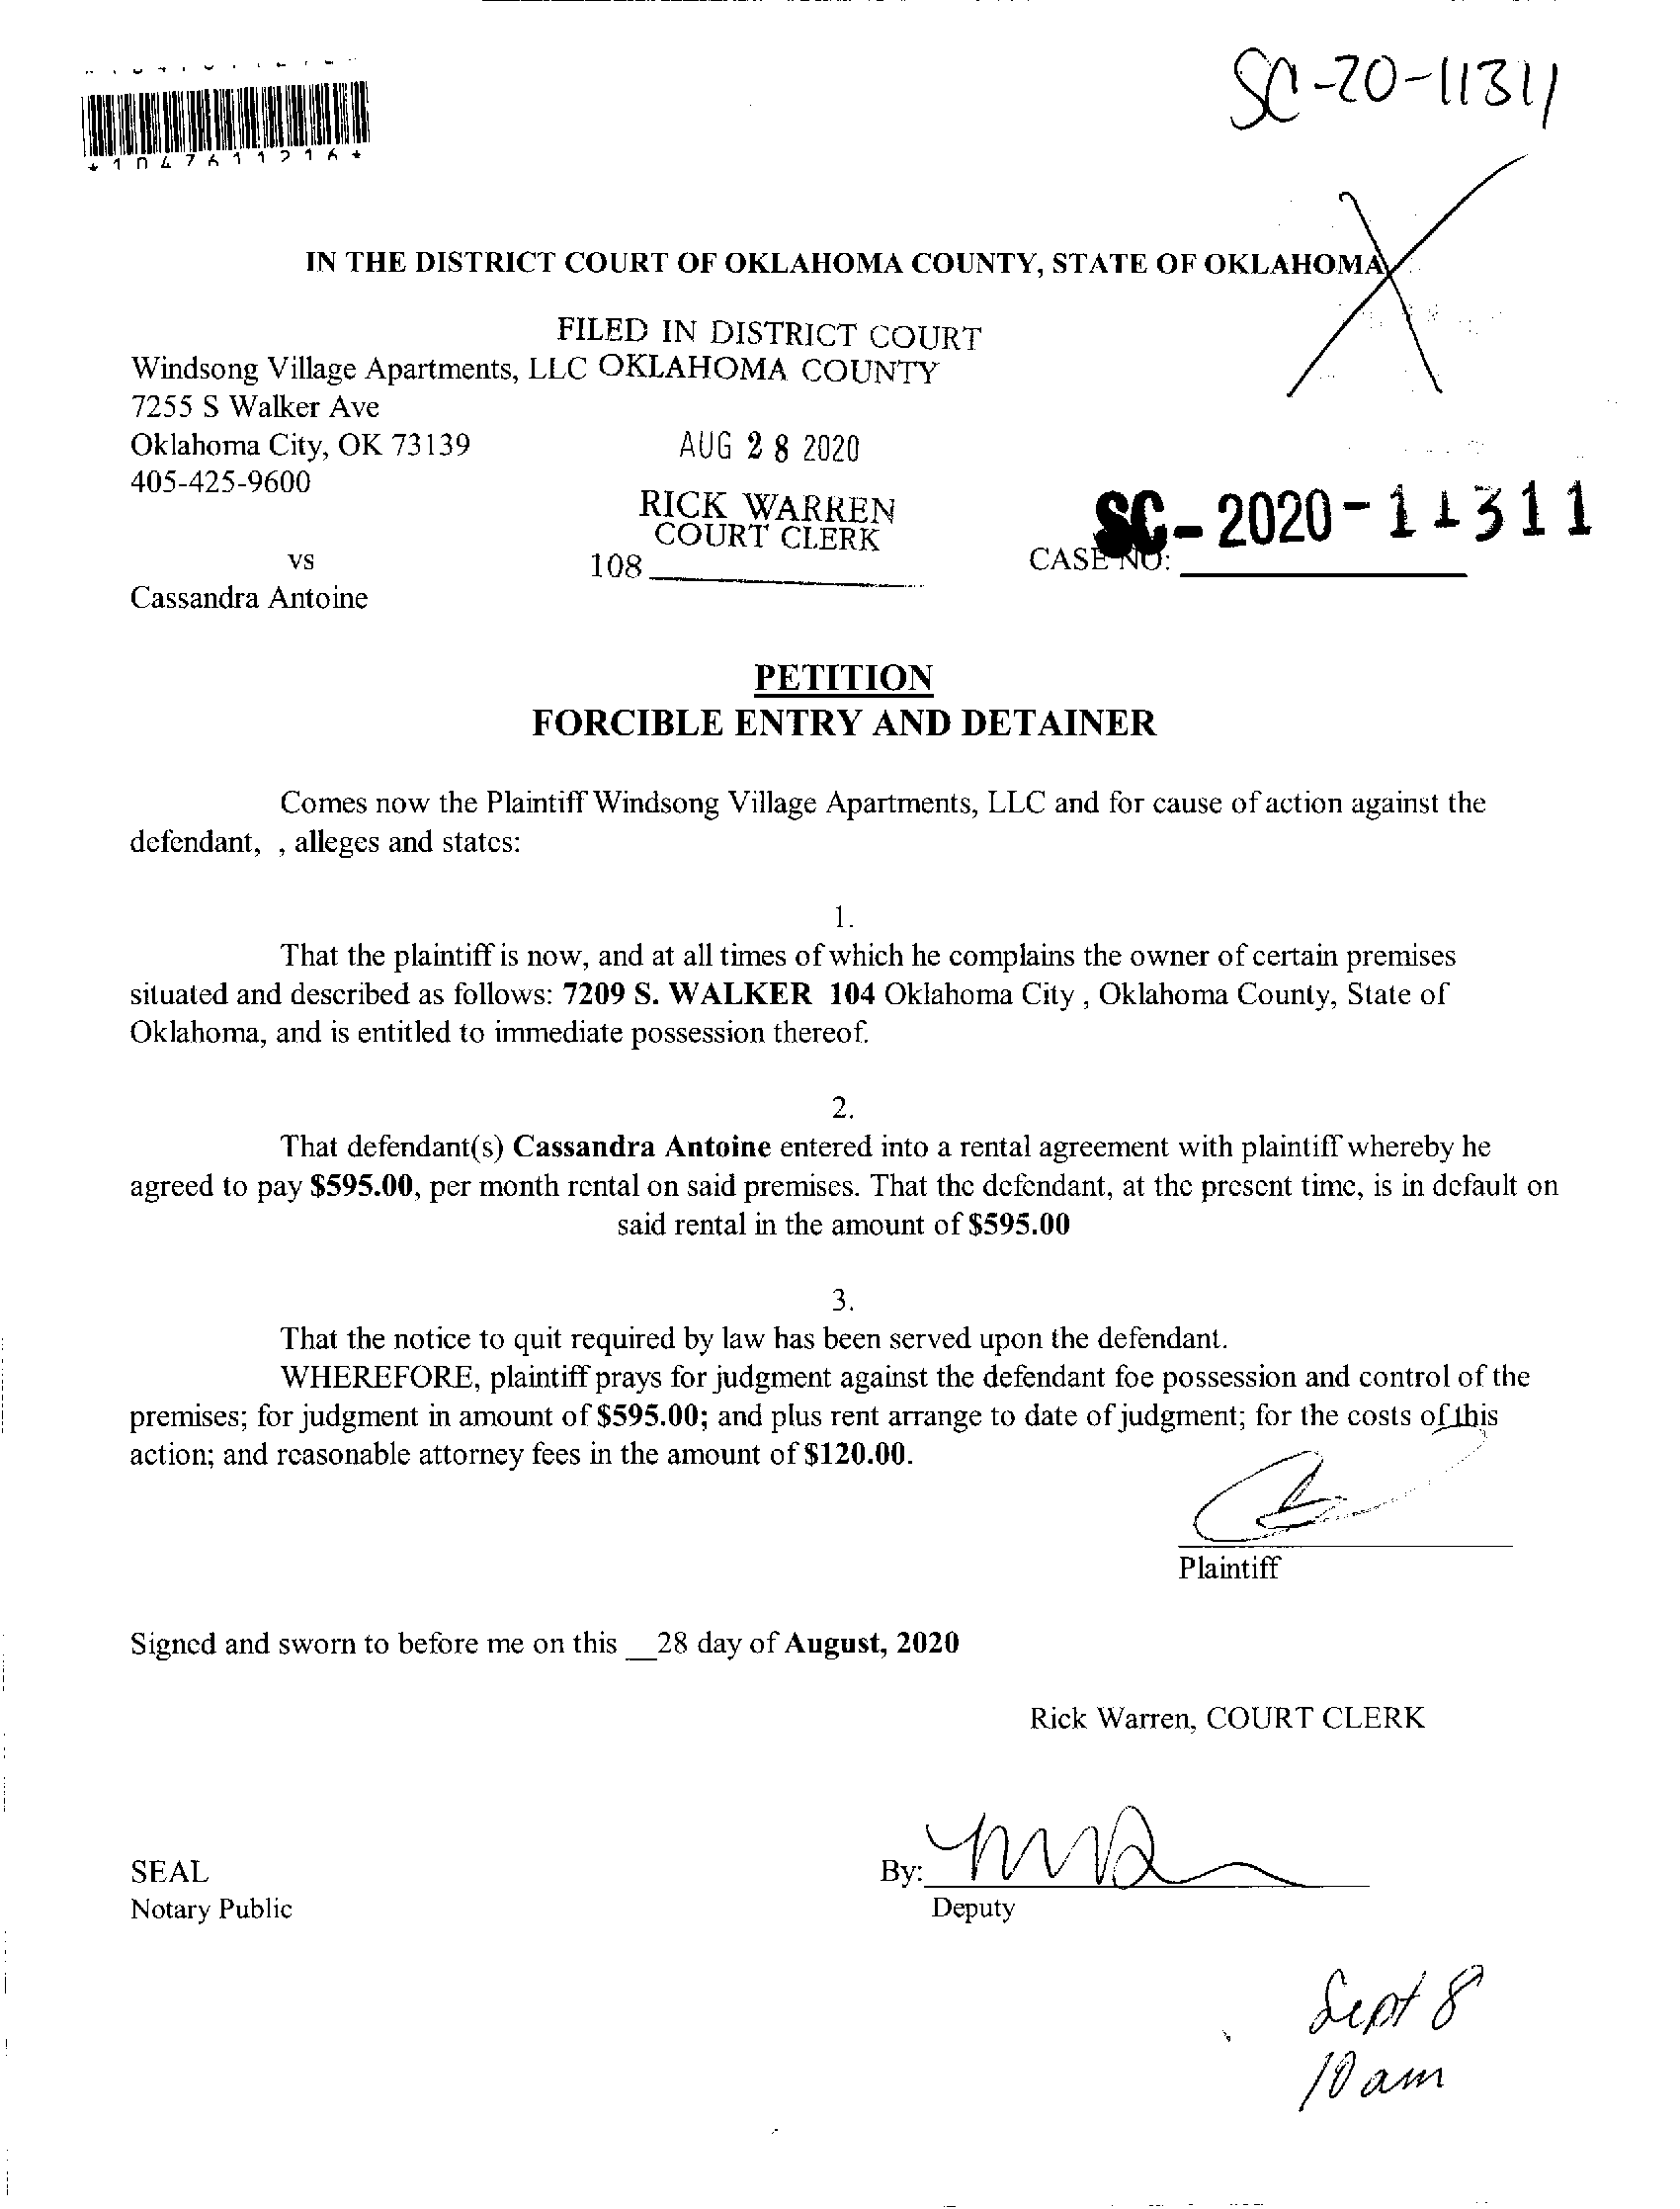 SC-20-11311
*1047611216*
IN THE DISTRICT COURT OF OKLAHOMA COUNTY, STATE OF OKLAHOMA
FILED IN DISTRICT COURT
Windsong Village Apartments, LLC OKLAHOMA COUNTY
7255 S Walker Ave
Oklahoma City, OK 73139 AUG 28 2020
405-425-9600
RICK WARREN
COURT CLERK
SC-2020-11311
vs 108 CASE NO:
Cassandra Antoine
PETITION
FORCIBLE ENTRY AND DETAINER
Comes now the Plaintiff Windsong Village Apartments, LLC and for cause of action against the
defendant, , alleges and states:
1.
That the plaintiff is now, and at all times of which he complains the owner of certain premises
situated and described as follows: 7209 S. WALKER 104 Oklahoma City , Oklahoma County, State of
Oklahoma, and is entitled to immediate possession thereof.
2.
That defendant(s) Cassandra Antoine entered into a rental agreement with plaintiff whereby he
agreed to pay $595.00, per month rental on said premises. That the defendant, at the present time, is in default on
said rental in the amount of $595.00
3.
That the notice to quit required by law has been served upon the defendant.
WHEREFORE, plaintiff prays for judgment against the defendant foe possession and control of the
premises; for judgment in amount of $595.00; and plus rent arrange to date of judgment; for the costs of this
action; and reasonable attorney fees in the amount of $120.00.
Plaintiff
Signed and sworn to before me on this __28 day of August, 2020
Rick Warren, COURT CLERK
SEAL By:
Notary Public Deputy
Sept 8
10 am